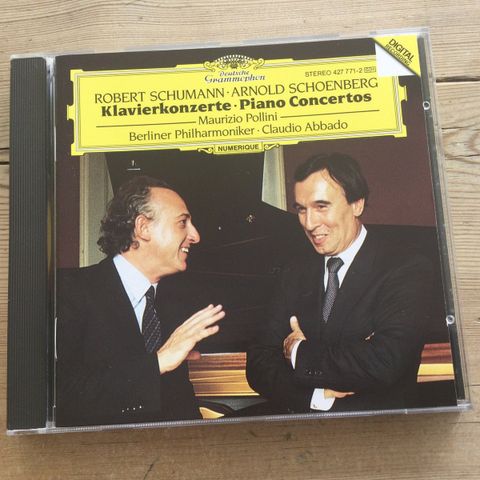 Deutsche
Grammophon
STEREO 427 771-2
DIGITAL
RECORDING
ROBERT SCHUMANN · ARNOLD SCHOENBERG
Klavierkonzerte · Piano Concertos
Maurizio Pollini
Berliner Philharmoniker · Claudio Abbado
NUMERIQUE